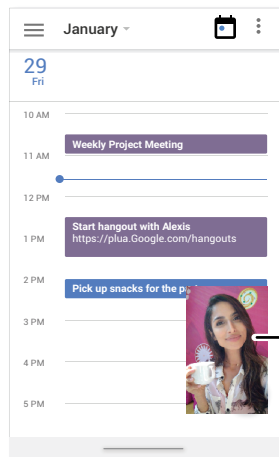 January
29
Fri
10 AM
Weekly Project Meeting
11 AM
12 PM
Start hangout with Alexis
https://plua.Google.com/hangouts
1 PM
2 PM
Pick up snacks for the
3 PM
4 PM
5 PM